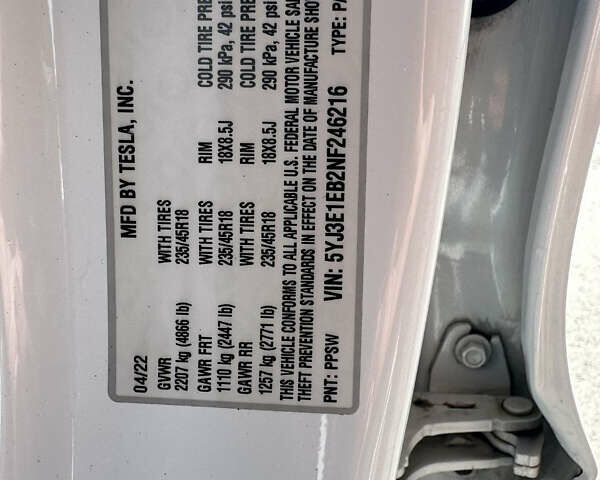 MFD BY TESLA, INC.
04/22
GVWR WITH TIRES RIM COLD TIRE PRE
2207 kg (4866 lb) 235/45R18 18X8.5J 290 kPa, 42 psi
GAWR FRT WITH TIRES RIM COLD TIRE PRE
1110 kg (2447 lb) 235/45R18 18X8.5J 290 kPa, 42 psi
GAWR RR
1257 kg (2771 lb) 235/45R18
THIS VEHICLE CONFORMS TO ALL APPLICABLE U.S. FEDERAL MOTOR VEHICLE SA
THEFT PREVENTION STANDARDS IN EFFECT ON THE DATE OF MANUFACTURE SHO
PNT: PPSW VIN: 5YJ3E1EB2NF246216 TYPE: PA